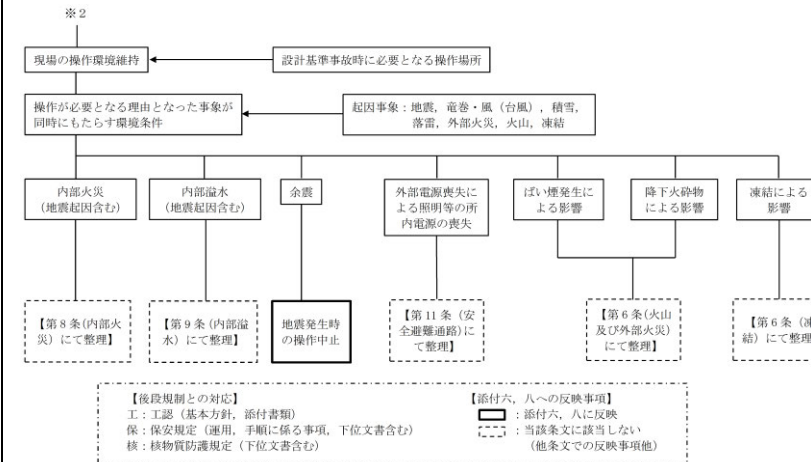 ※２
現場の操作環境維持
設計基準事故時に必要となる操作場所
操作が必要となる理由となった事象が
同時にもたらす環境条件
起因事象：地震，竜巻・風（台風），積雪，
落雷，外部火災，火山，凍結
内部火災
（地震起因含む）
内部溢水
（地震起因含む）
余震
外部電源喪失に
よる照明等の所
内電源の喪失
ばい煙発生に
よる影響
降下火砕物
による影響
凍結による
影響
【第８条（内部火
災）にて整理】
【第９条（内部溢
水）にて整理】
地震発生時
の操作中止
【第 11 条（安
全避難通路）に
て整理】
【第６条（火山
及び外部火災）
にて整理】
【第６条（凍
結）にて整理
【後段規制との対応】
工：工認（基本方針，添付書類）
保：保安規定（運用，手順に係る事項，下位文書含む）
核：核物質防護規定（下位文書含む）
【添付六，八への反映事項】
：添付六，八に反映
：当該条文に該当しない
（他条文での反映事項他）